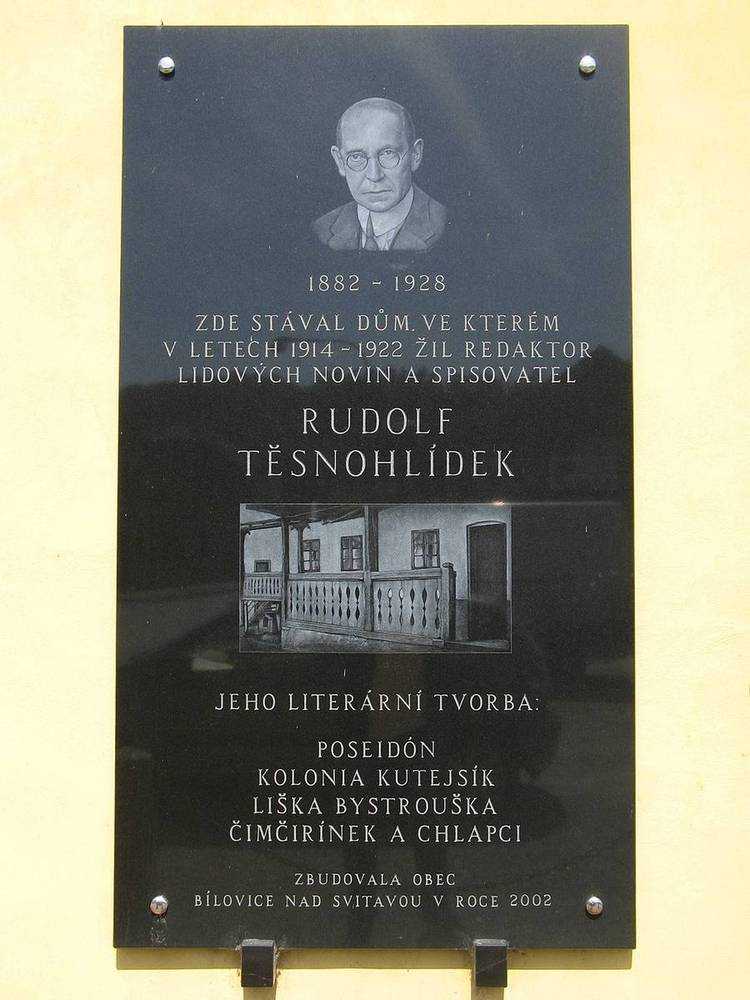 1882 - 1928
ZDE STÁVAL DŮM, VE KTERÉM
V LETECH 1914 - 1922 ŽIL REDAKTOR
LIDOVÝCH NOVIN A SPISOVATEL
RUDOLF
TĚSNOHLÍDEK
JEHO LITERÁRNÍ TVORBA:
POSEIDÓN
KOLONIA KUTEJSÍK
LIŠKA BYSTROUŠKA
ČIMČIRÍNEK A CHLAPCI
ZBUDOVALA OBEC
BÍLOVICE NAD SVITAVOU V ROCE 2002